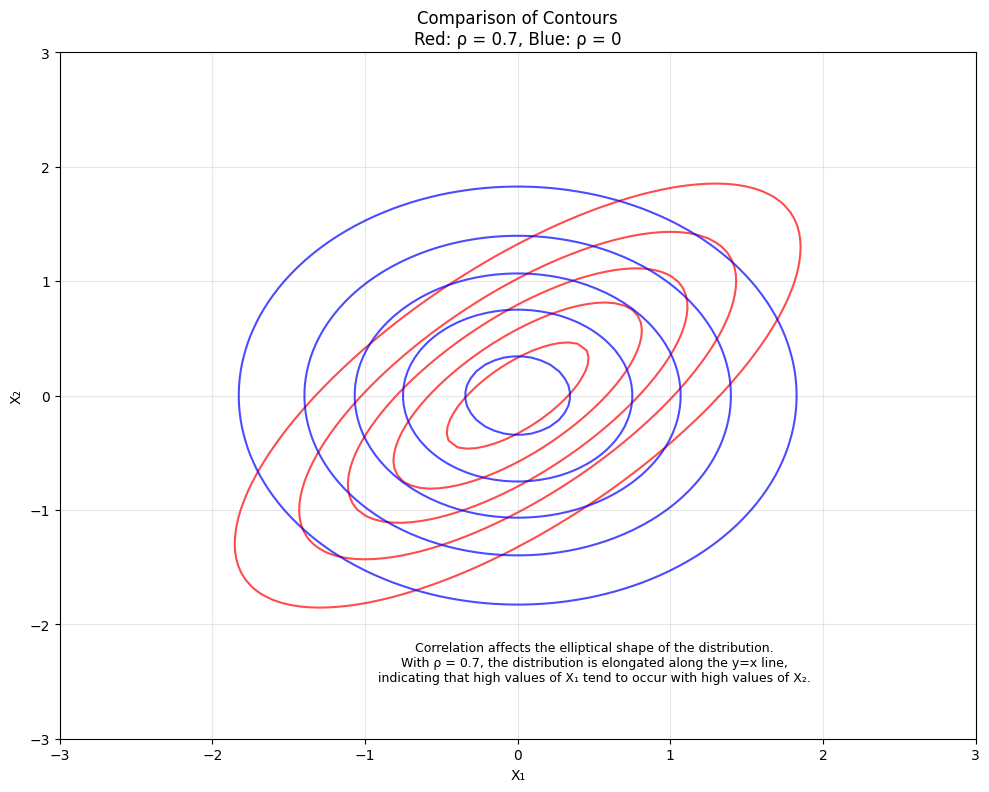 Comparison of Contours
Red: ρ = 0.7, Blue: ρ = 0
3
2
1
0
−1
−2
−3
X₂
Correlation affects the elliptical shape of the distribution.
With ρ = 0.7, the distribution is elongated along the y=x line,
indicating that high values of X₁ tend to occur with high values of X₂.
−3 −2 −1 0 1 2 3
X₁